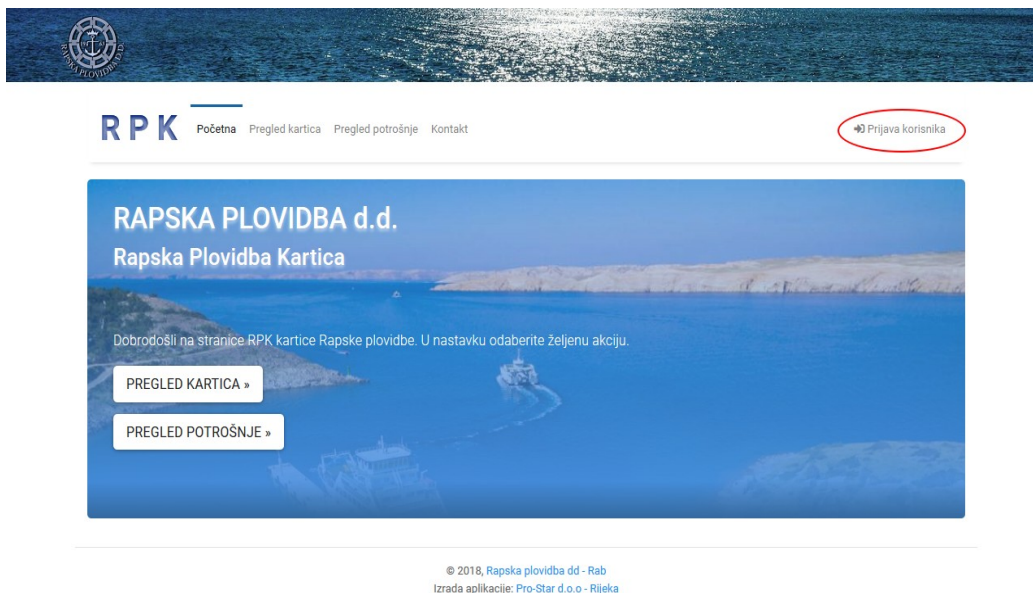 RAPSKA PLOVIDBA D.D.
RPK Početna Pregled kartica Pregled potrošnje Kontakt Prijava korisnika
RAPSKA PLOVIDBA d.d.
Rapska Plovidba Kartica
Dobrodošli na stranice RPK kartice Rapske plovidbe. U nastavku odaberite željenu akciju.
PREGLED KARTICA »
PREGLED POTROŠNJE »
© 2018, Rapska plovidba dd - Rab
Izrada aplikacije: Pro-Star d.o.o - Rijeka